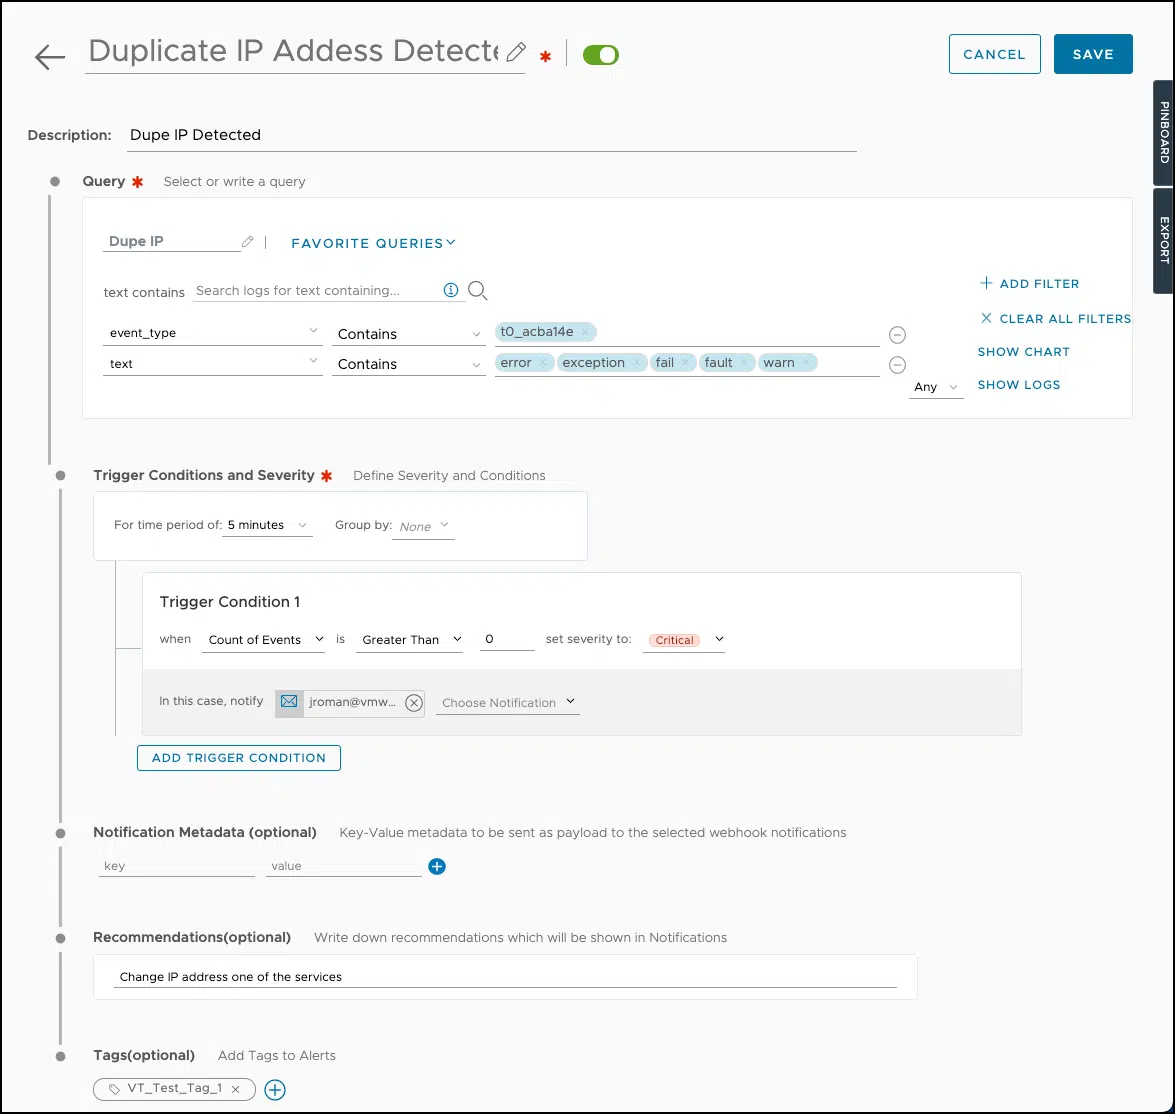 Duplicate IP Addess Detecte *
CANCEL
SAVE
PINBOARD
EXPORT
Description: Dupe IP Detected
Query * Select or write a query
Dupe IP | FAVORITE QUERIES
text contains Search logs for text containing...
ADD FILTER
CLEAR ALL FILTERS
SHOW CHART
SHOW LOGS
event_type Contains t0_acba14e ×
text Contains error × exception × fail × fault × warn ×
Any
Trigger Conditions and Severity * Define Severity and Conditions
For time period of: 5 minutes Group by: None
Trigger Condition 1
when Count of Events is Greater Than 0 set severity to: Critical
In this case, notify jroman@vmw... Choose Notification
ADD TRIGGER CONDITION
Notification Metadata (optional) Key-Value metadata to be sent as payload to the selected webhook notifications
key value
Recommendations(optional) Write down recommendations which will be shown in Notifications
Change IP address one of the services
Tags(optional) Add Tags to Alerts
VT_Test_Tag_1 ×